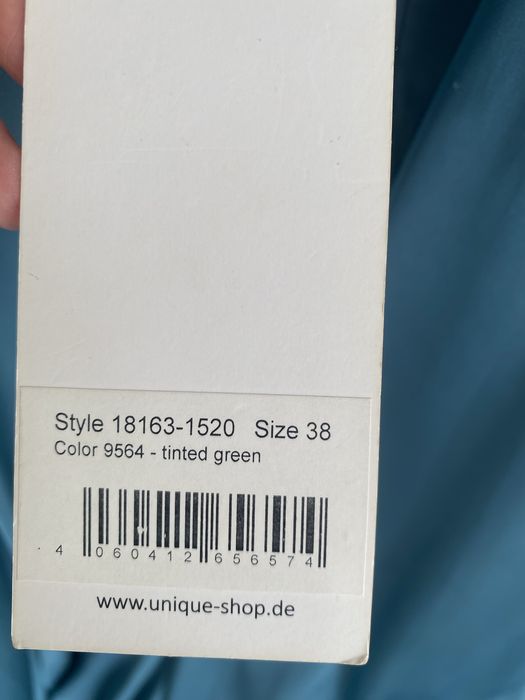 Style 18163-1520 Size 38
Color 9564 - tinted green
4 060412 656574
www.unique-shop.de